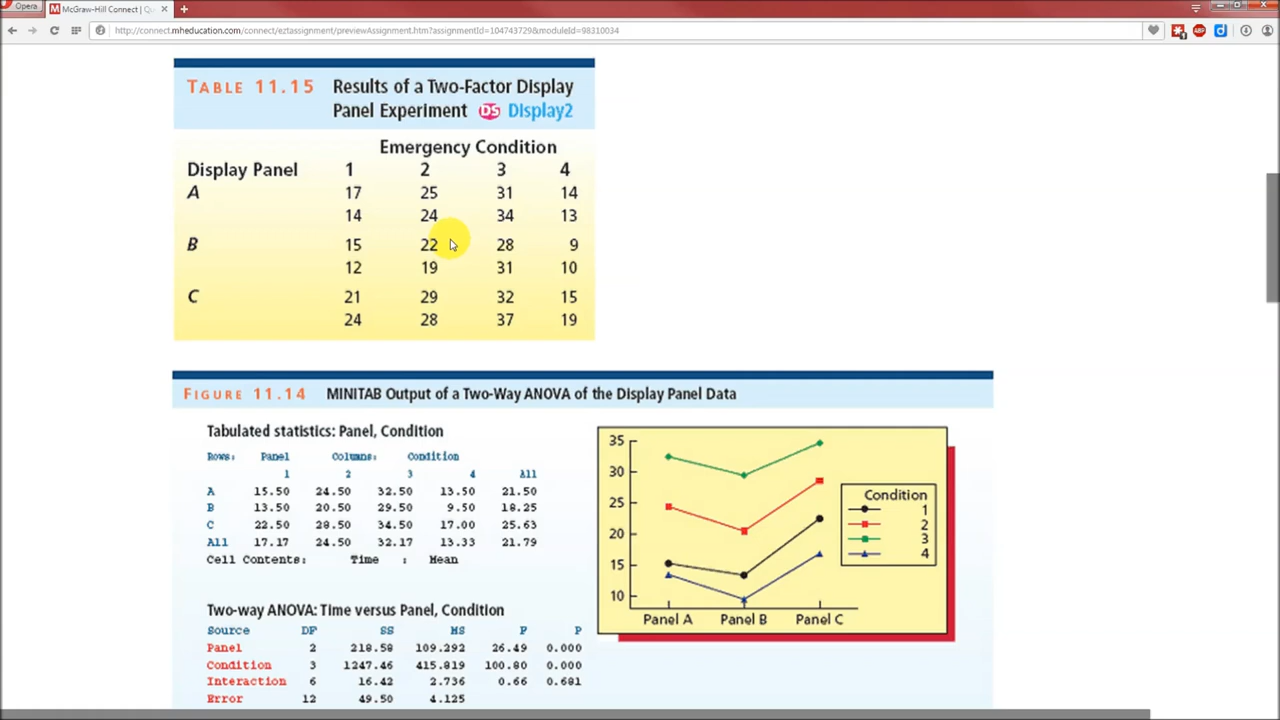 Opera
McGraw-Hill Connect | Qu
connect.mheducation.com/connect/eztassignment/previewAssignment.htm?assignmentId=104743729&moduleId=98310034
TABLE 11.15 Results of a Two-Factor Display
Panel Experiment DS Display2
Emergency Condition
Display Panel 1 2 3 4
A 17 25 31 14
14 24 34 13
B 15 22 28 9
12 19 31 10
C 21 29 32 15
24 28 37 19
FIGURE 11.14 MINITAB Output of a Two-Way ANOVA of the Display Panel Data
Tabulated statistics: Panel, Condition
Rows: Panel Columns: Condition
1 2 3 4 All
A 15.50 24.50 32.50 13.50 21.50
B 13.50 20.50 29.50 9.50 18.25
C 22.50 28.50 34.50 17.00 25.63
All 17.17 24.50 32.17 13.33 21.79
Cell Contents: Time : Mean
Two-way ANOVA: Time versus Panel, Condition
Source DF SS MS F P
Panel 2 218.58 109.292 26.49 0.000
Condition 3 1247.46 415.819 100.80 0.000
Interaction 6 16.42 2.736 0.66 0.681
Error 12 49.50 4.125
35
30
25
20
15
10
Panel A Panel B Panel C
Condition
1
2
3
4